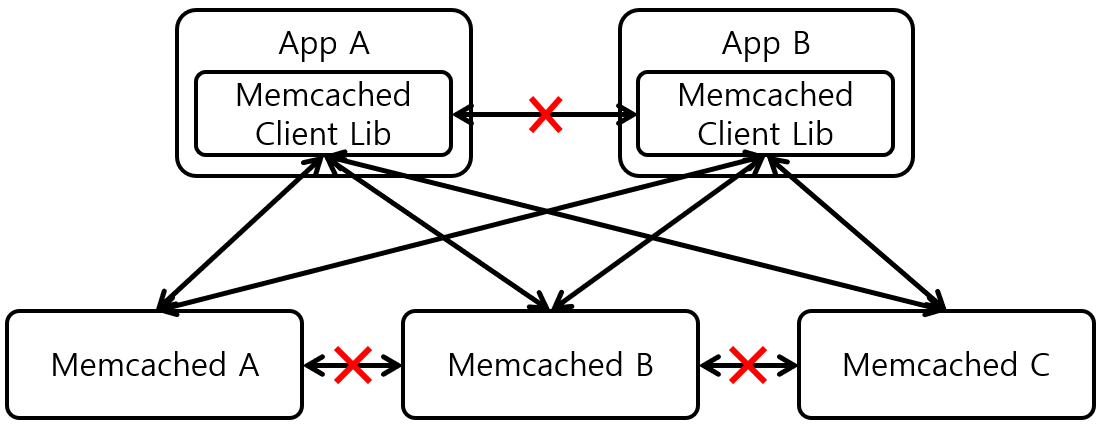 App A
App B
Memcached
Client Lib
Memcached
Client Lib
Memcached A
Memcached B
Memcached C